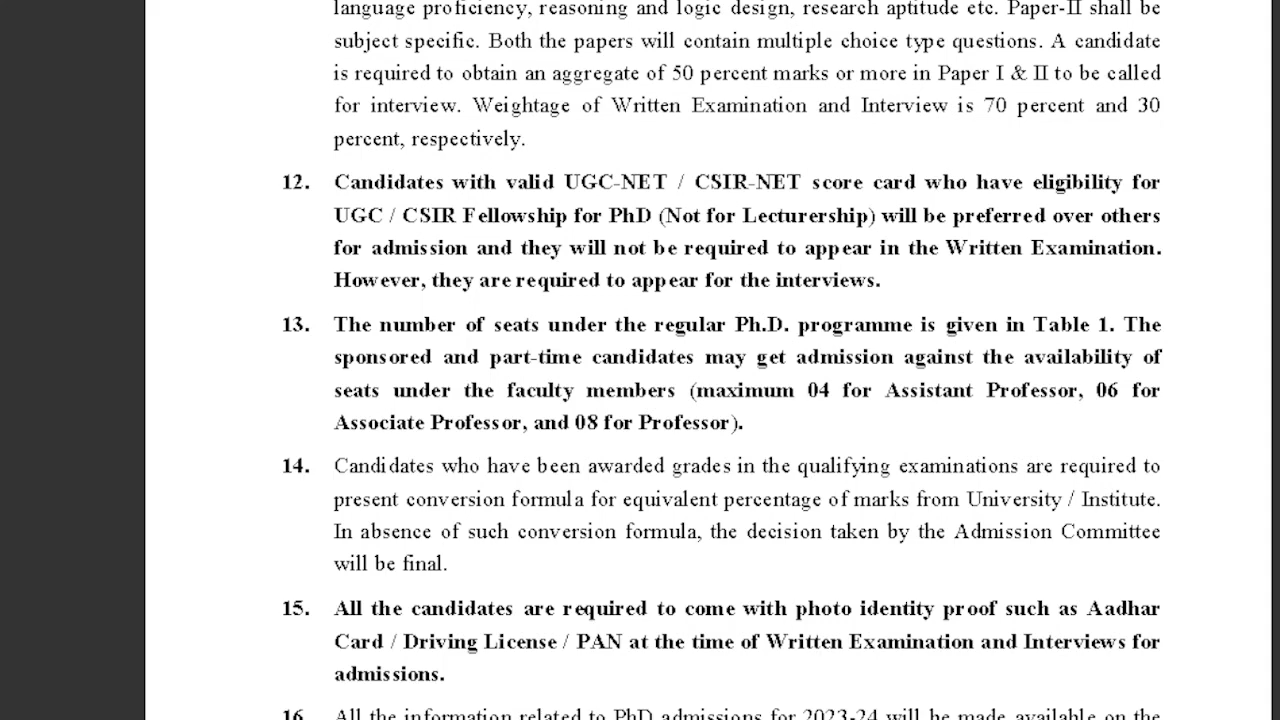 language proficiency, reasoning and logic design, research aptitude etc. Paper-II shall be
subject specific. Both the papers will contain multiple choice type questions. A candidate
is required to obtain an aggregate of 50 percent marks or more in Paper I & II to be called
for interview. Weightage of Written Examination and Interview is 70 percent and 30
percent, respectively.
12. Candidates with valid UGC-NET / CSIR-NET score card who have eligibility for
UGC / CSIR Fellowship for PhD (Not for Lecturership) will be preferred over others
for admission and they will not be required to appear in the Written Examination.
However, they are required to appear for the interviews.
13. The number of seats under the regular Ph.D. programme is given in Table 1. The
sponsored and part-time candidates may get admission against the availability of
seats under the faculty members (maximum 04 for Assistant Professor, 06 for
Associate Professor, and 08 for Professor).
14. Candidates who have been awarded grades in the qualifying examinations are required to
present conversion formula for equivalent percentage of marks from University / Institute.
In absence of such conversion formula, the decision taken by the Admission Committee
will be final.
15. All the candidates are required to come with photo identity proof such as Aadhar
Card / Driving License / PAN at the time of Written Examination and Interviews for
admissions.
16. All the information related to PhD admissions for 2023-24 will be made available on the